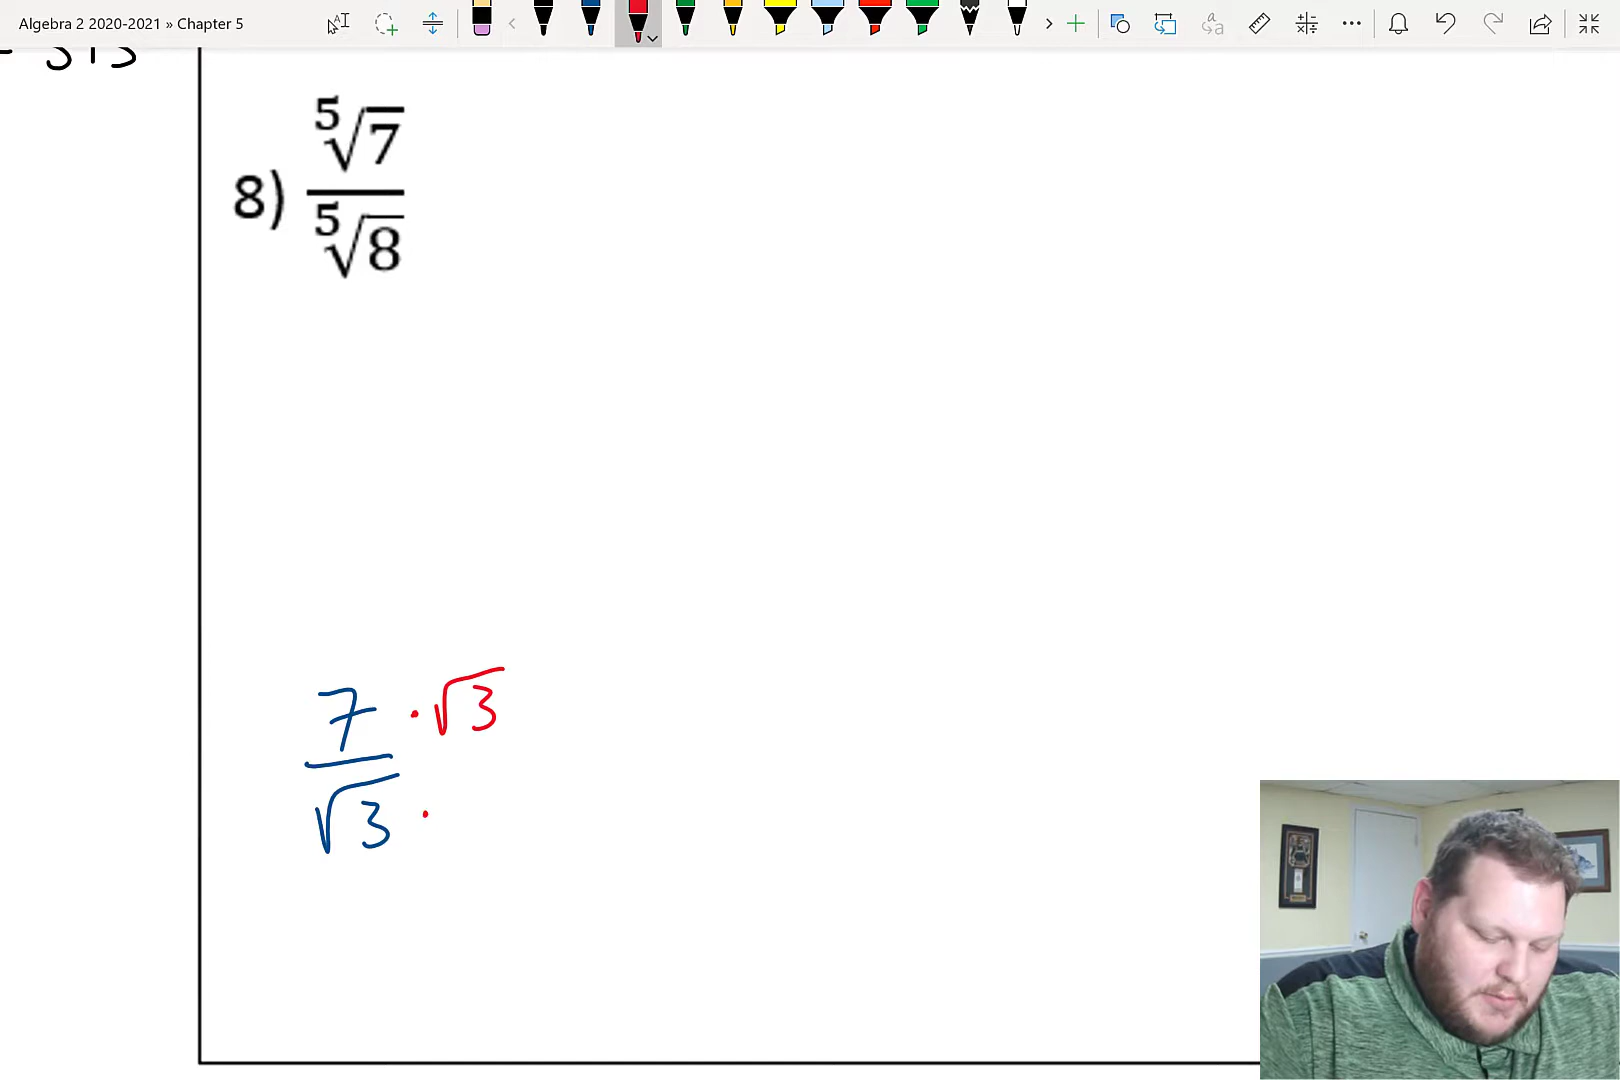 Algebra 2 2020-2021 » Chapter 5
8) ⁵√7 / ⁵√8
7 · √3
√3 ·